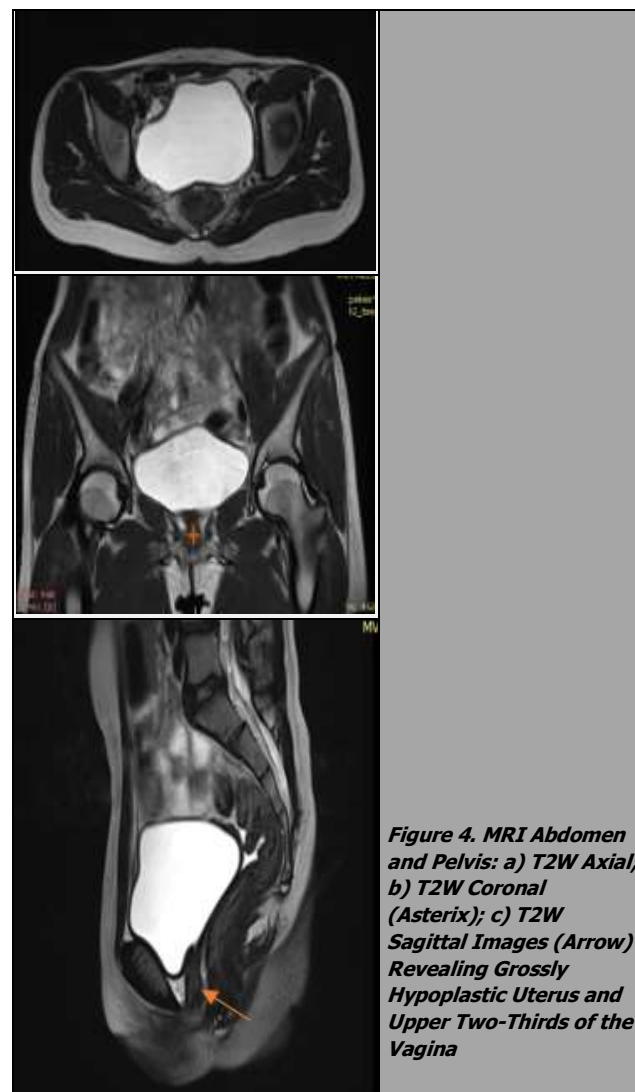 MV
Figure 4. MRI Abdomen
and Pelvis: a) T2W Axial;
b) T2W Coronal
(Asterix); c) T2W
Sagittal Images (Arrow)
Revealing Grossly
Hypoplastic Uterus and
Upper Two-Thirds of the
Vagina